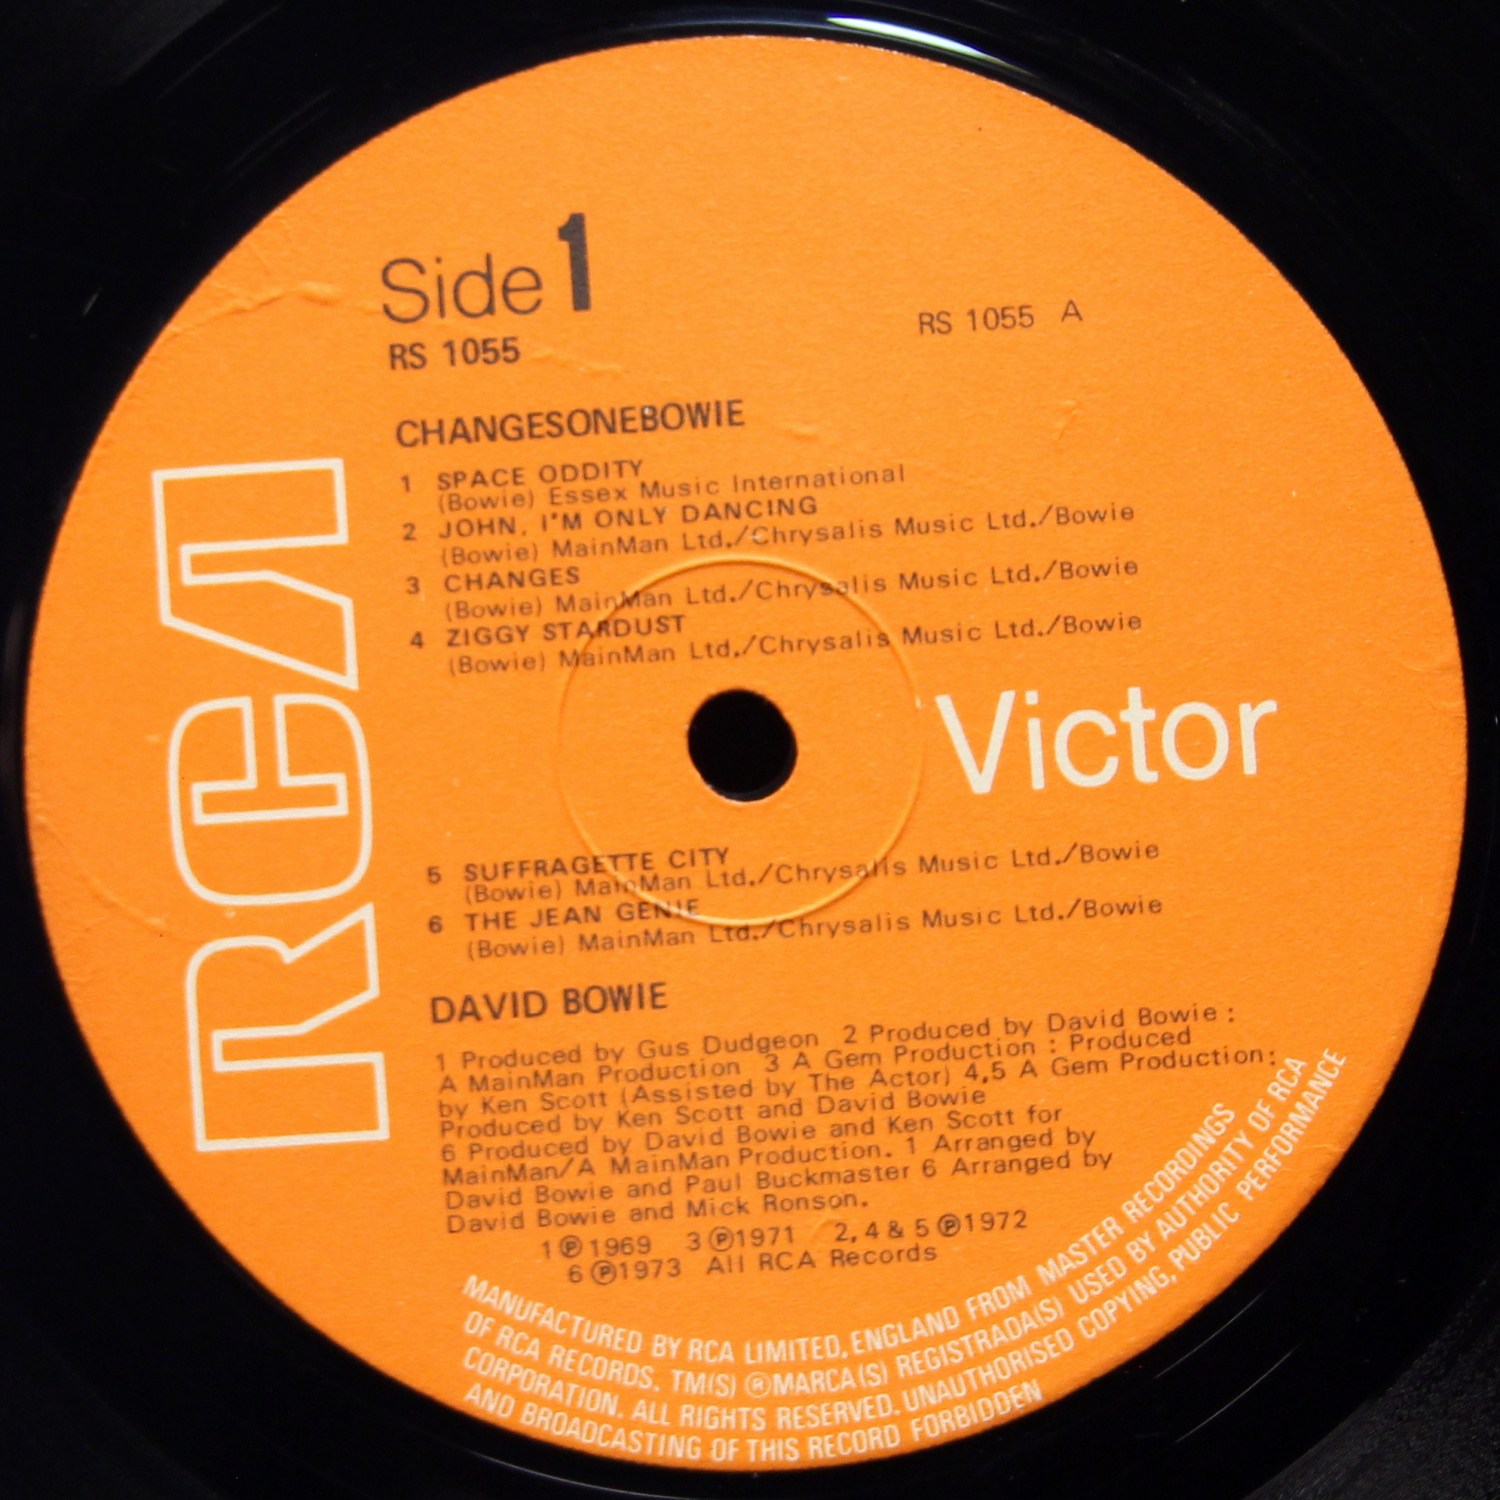 Side 1
RS 1055
RS 1055 A
CHANGESONEBOWIE
1 SPACE ODDITY
(Bowie) Essex Music International
2 JOHN, I'M ONLY DANCING
(Bowie) MainMan Ltd./Chrysalis Music Ltd./Bowie
3 CHANGES
(Bowie) MainMan Ltd./Chrysalis Music Ltd./Bowie
4 ZIGGY STARDUST
(Bowie) MainMan Ltd./Chrysalis Music Ltd./Bowie
RCA
Victor
5 SUFFRAGETTE CITY
(Bowie) MainMan Ltd./Chrysalis Music Ltd./Bowie
6 THE JEAN GENIE
(Bowie) MainMan Ltd./Chrysalis Music Ltd./Bowie
DAVID BOWIE
1 Produced by Gus Dudgeon 2 Produced by David Bowie :
A MainMan Production 3 A Gem Production : Produced
by Ken Scott (Assisted by The Actor) 4,5 A Gem Production:
Produced by Ken Scott and David Bowie
6 Produced by David Bowie and Ken Scott for
MainMan/A MainMan Production. 1 Arranged by
David Bowie and Paul Buckmaster 6 Arranged by
David Bowie and Mick Ronson.
1 ℗ 1969 3 ℗ 1971 2, 4 & 5 ℗ 1972
6 ℗ 1973 All RCA Records
MANUFACTURED BY RCA LIMITED, ENGLAND FROM MASTER RECORDINGS
OF RCA RECORDS. TM(S) ® MARCA(S) REGISTRADA(S) USED BY AUTHORITY OF RCA
CORPORATION. ALL RIGHTS RESERVED. UNAUTHORISED COPYING, PUBLIC PERFORMANCE
AND BROADCASTING OF THIS RECORD FORBIDDEN